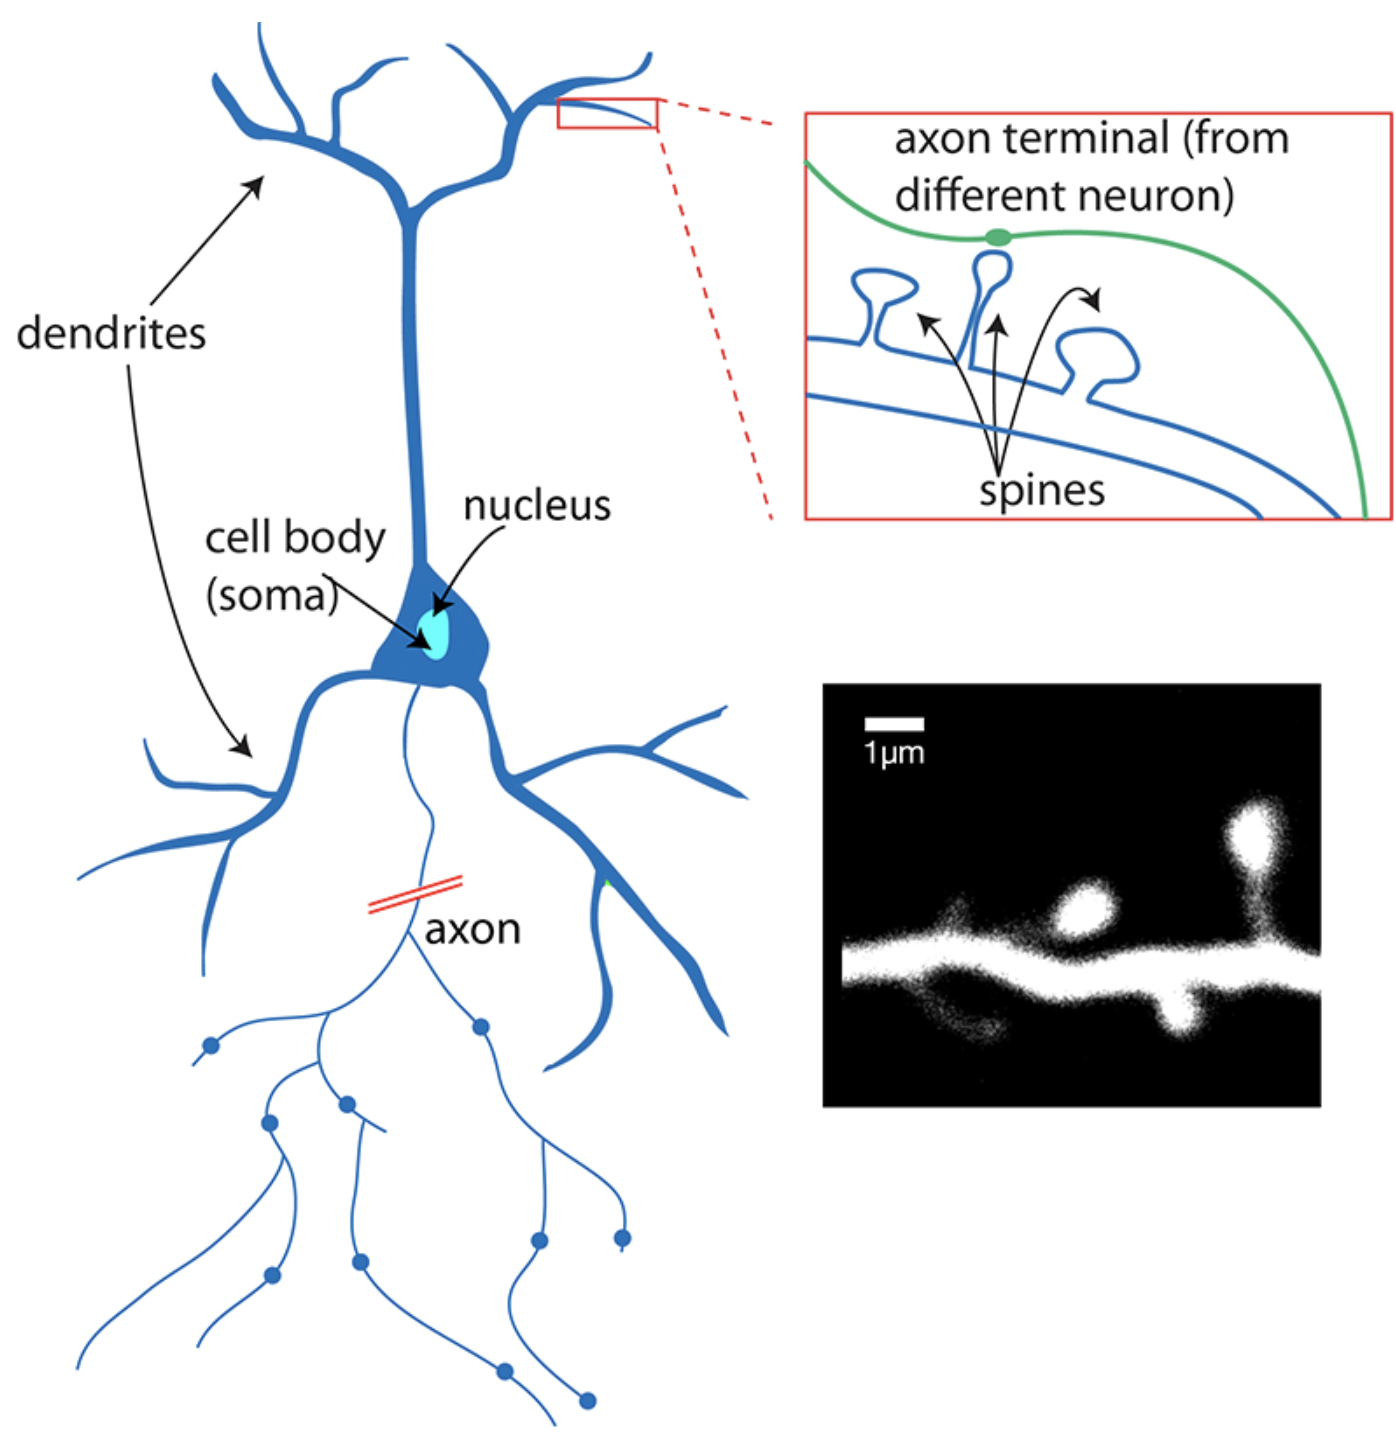 axon terminal (from
different neuron)
dendrites
spines
nucleus
cell body
(soma)
1µm
axon